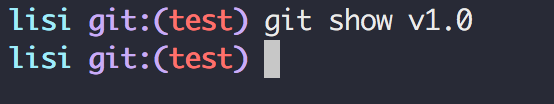 lisi git:(test) git show v1.0
lisi git:(test)